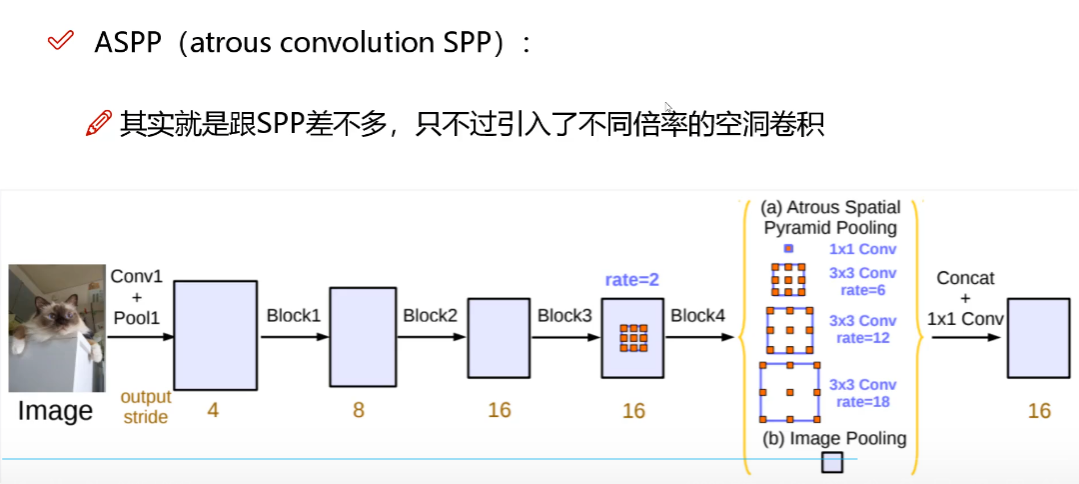 ASPP（atrous convolution SPP）:
其实就是跟SPP差不多，只不过引入了不同倍率的空洞卷积
(a) Atrous Spatial
Pyramid Pooling
1x1 Conv
3x3 Conv
rate=6
3x3 Conv
rate=12
3x3 Conv
rate=18
(b) Image Pooling
Conv1
+
Pool1
Block1
Block2
Block3
rate=2
Block4
Concat
+
1x1 Conv
Image
output
stride
4
8
16
16
16